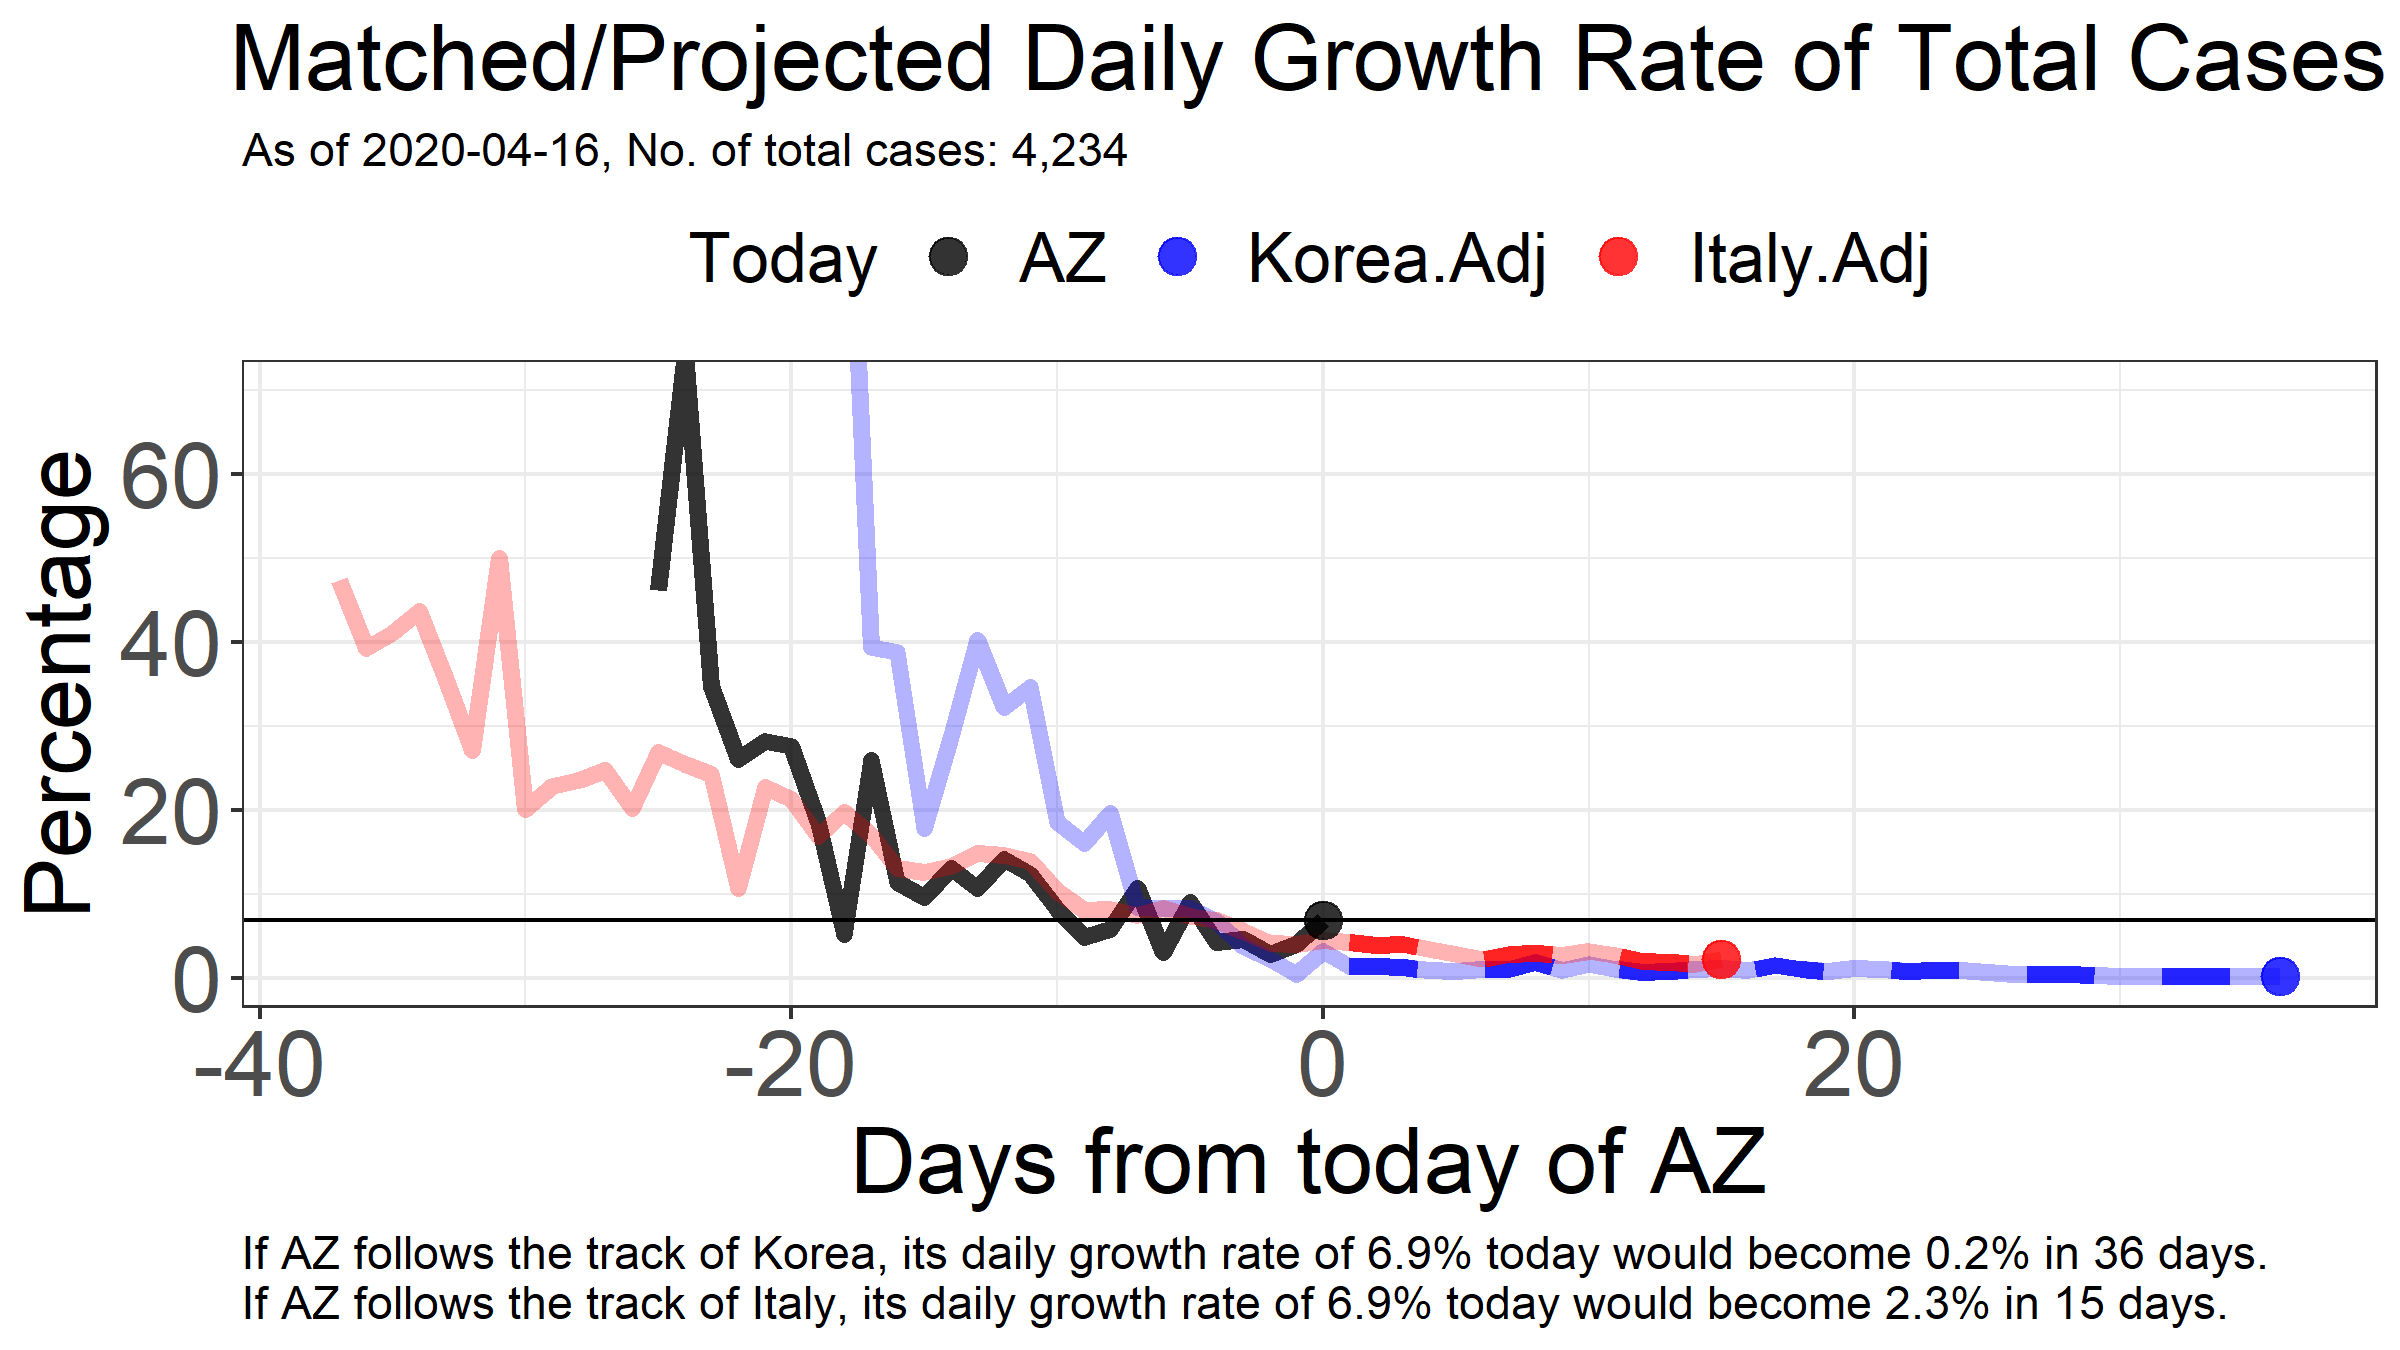 Matched/Projected Daily Growth Rate of Total Cases
As of 2020-04-16, No. of total cases: 4,234
Today AZ Korea.Adj Italy.Adj
Percentage
60
40
20
0
-40 -20 0 20
Days from today of AZ
If AZ follows the track of Korea, its daily growth rate of 6.9% today would become 0.2% in 36 days.
If AZ follows the track of Italy, its daily growth rate of 6.9% today would become 2.3% in 15 days.